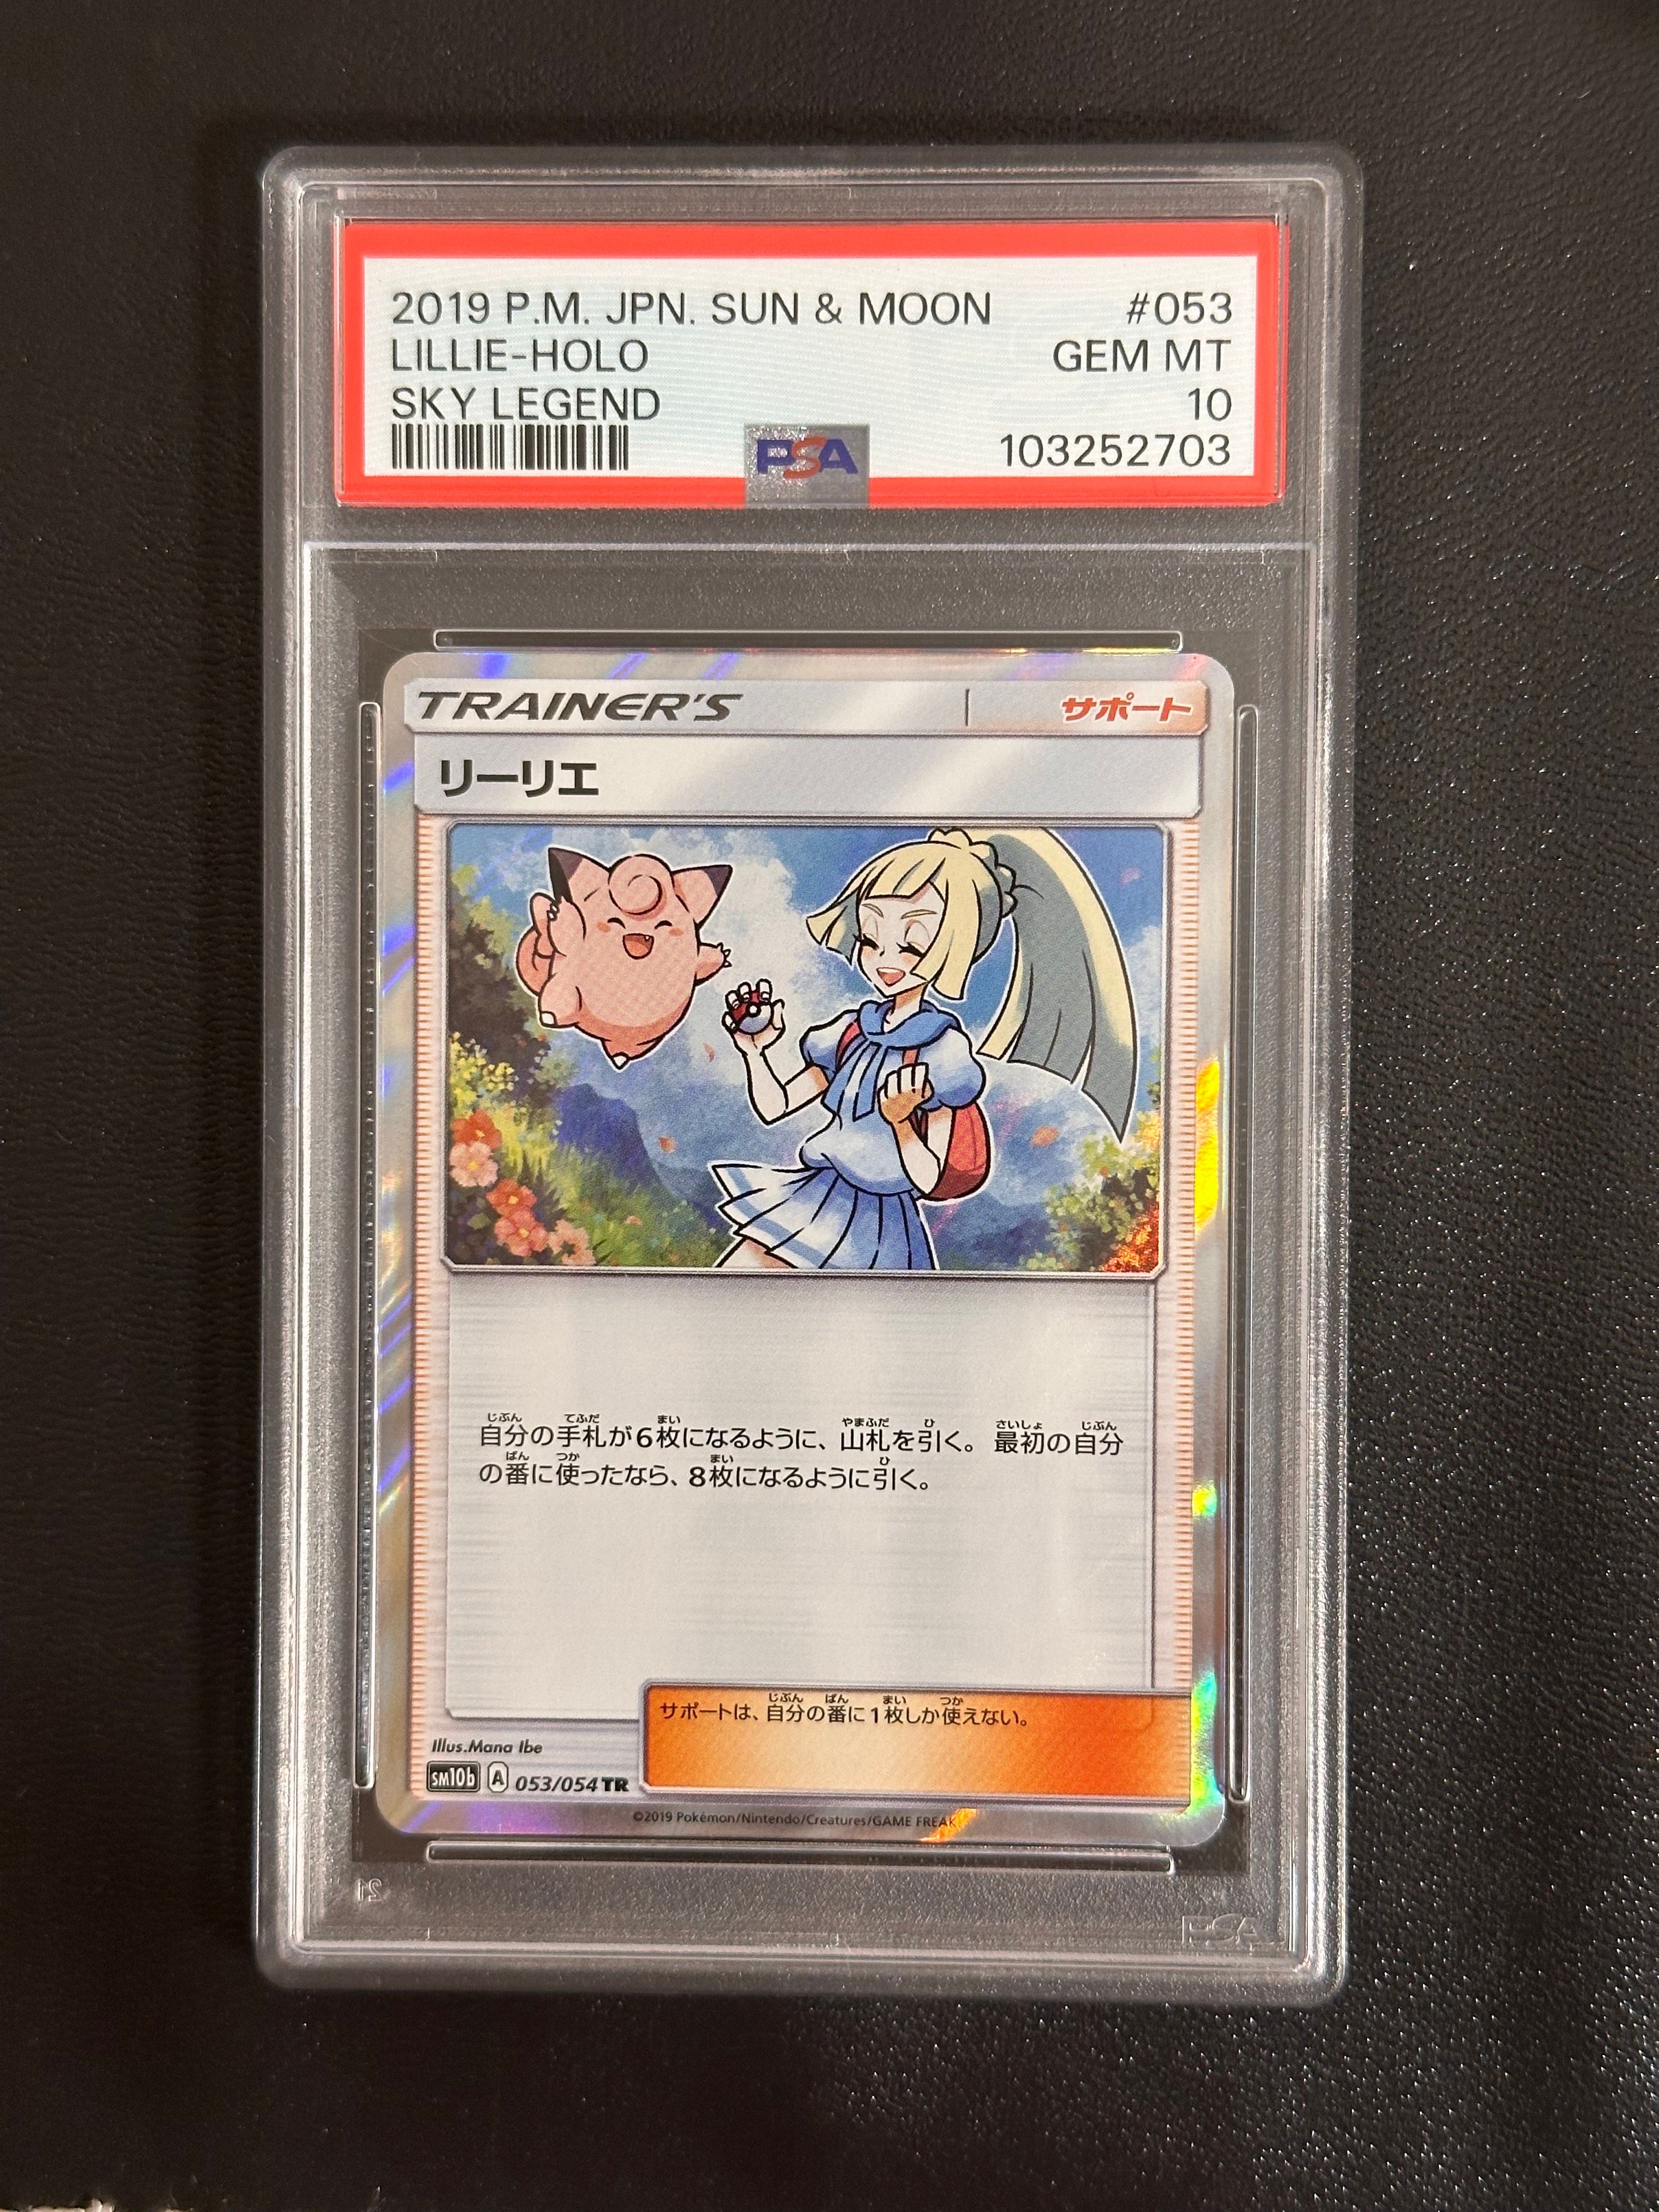 2019 P.M. JPN. SUN & MOON #053
LILLIE-HOLO GEM MT
SKY LEGEND 10
PSA 103252703
TRAINER'S サポート
リーリエ
自分の手札が6枚になるように、山札を引く。最初の自分
の番に使ったなら、8枚になるように引く。
サポートは、自分の番に1枚しか使えない。
Illus.Mana Ibe
SM10b A 053/054 TR
©2019 Pokémon/Nintendo/Creatures/GAME FREAK
21
PSA